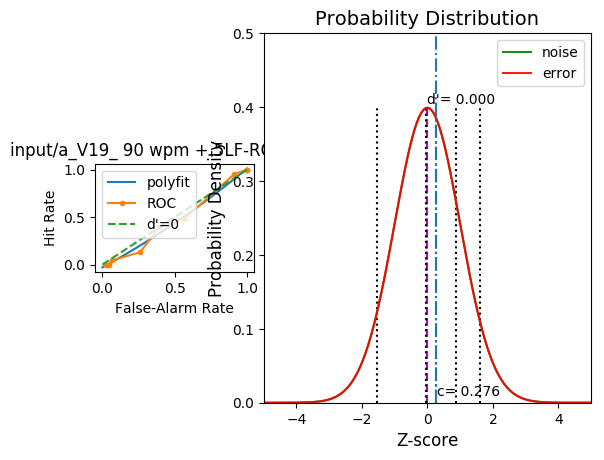 input/a_V19_ 90 wpm + 5LF-RO
Hit Rate
1.0
0.5
0.0
polyfit
ROC
d'=0
0.0
0.5
1.0
False-Alarm Rate
Probability Distribution
Probability Density
0.5
0.4
0.3
0.2
0.1
0.0
noise
error
d'= 0.000
c= 0.276
−4
−2
0
2
4
Z-score